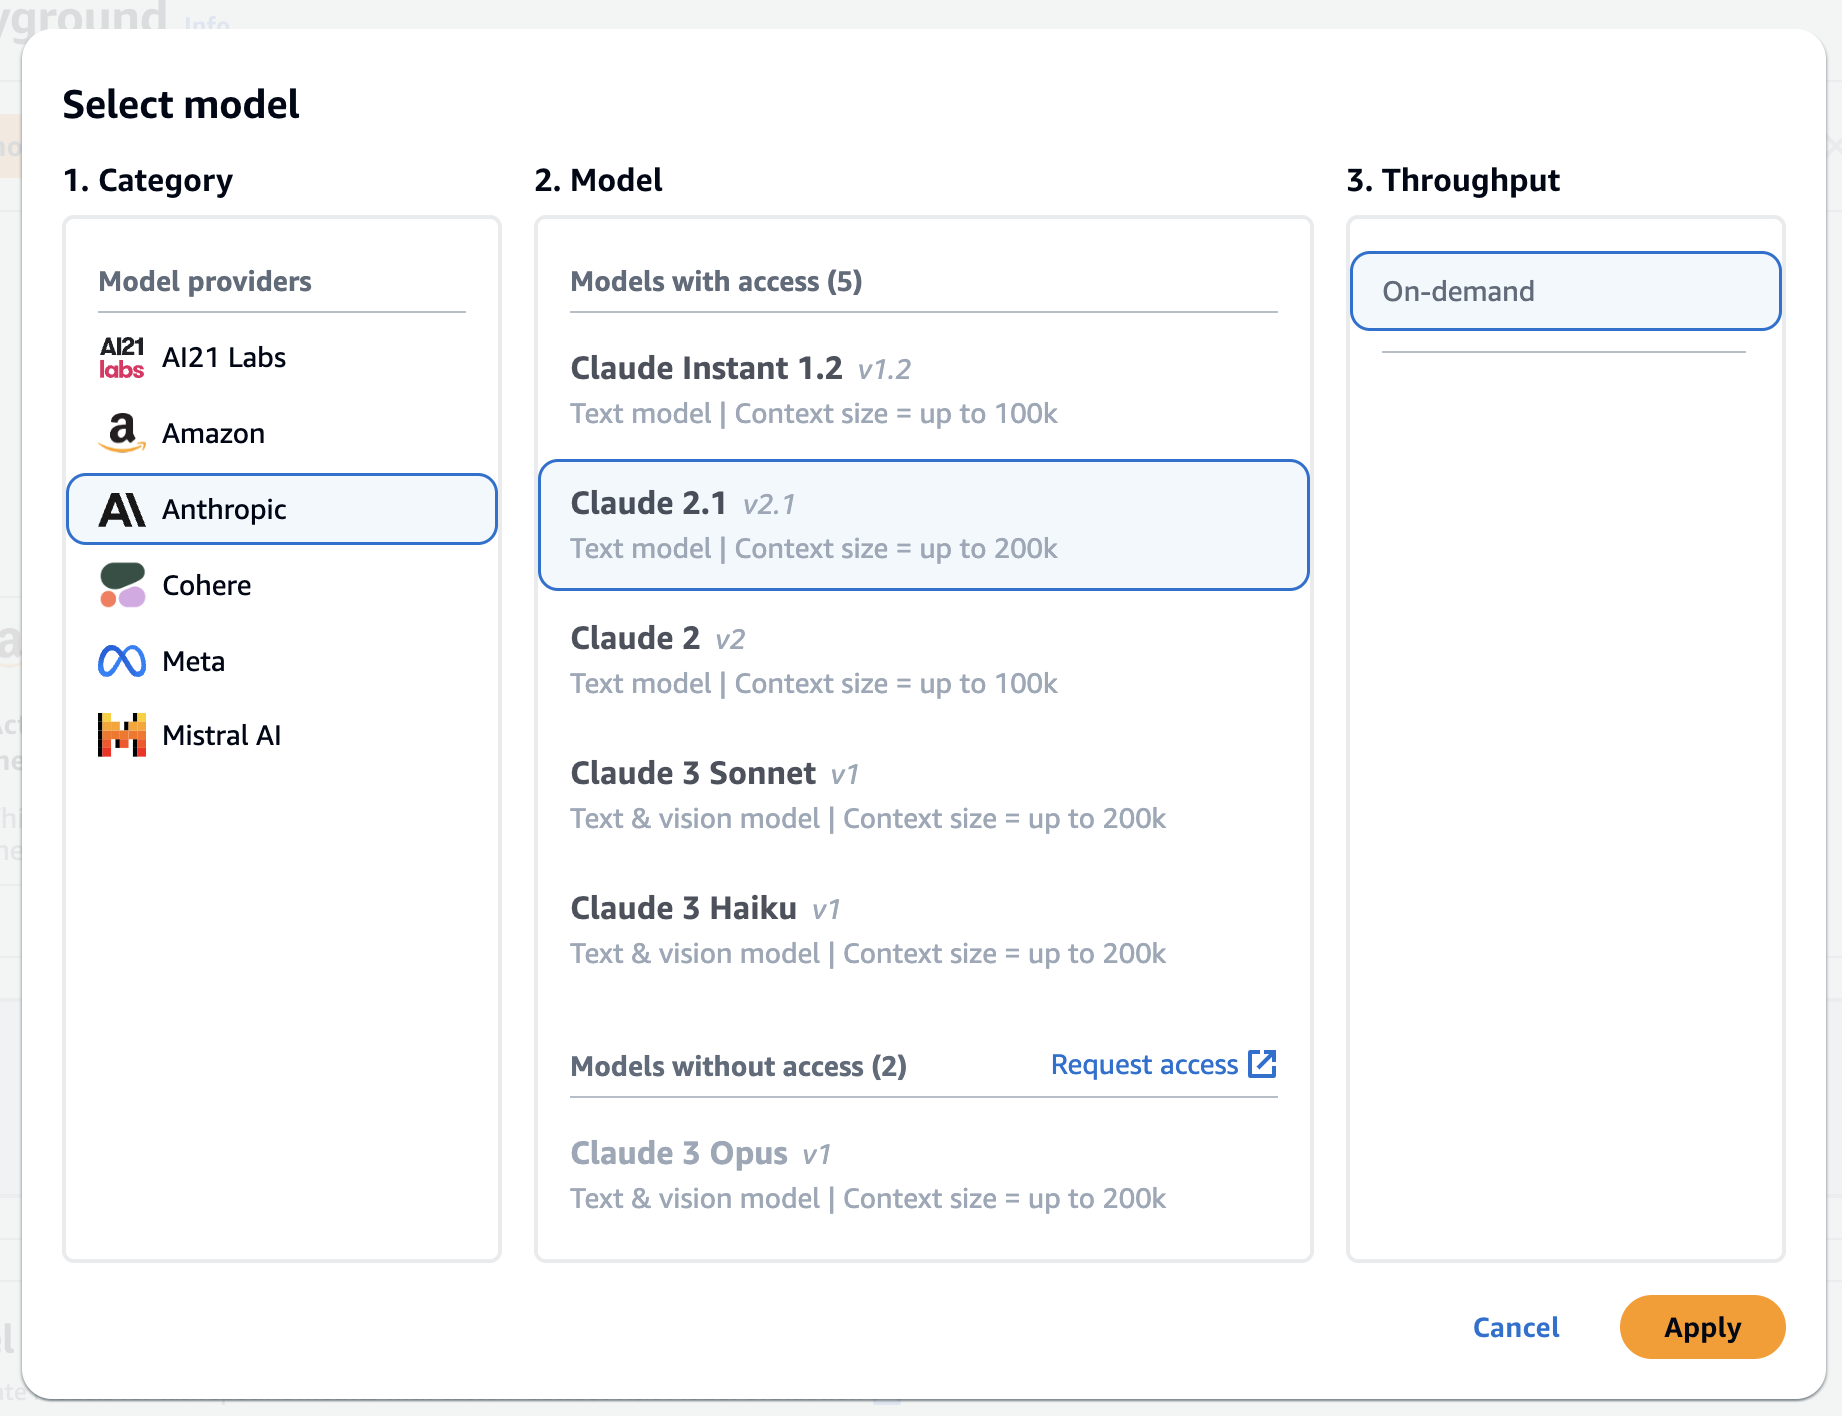 Info
Select model
1. Category
Model providers
AI21 labs AI21 Labs
a Amazon
Anthropic
Cohere
Meta
Mistral AI
2. Model
Models with access (5)
Claude Instant 1.2 v1.2
Text model | Context size = up to 100k
Claude 2.1 v2.1
Text model | Context size = up to 200k
Claude 2 v2
Text model | Context size = up to 100k
Claude 3 Sonnet v1
Text & vision model | Context size = up to 200k
Claude 3 Haiku v1
Text & vision model | Context size = up to 200k
Models without access (2)
Request access
Claude 3 Opus v1
Text & vision model | Context size = up to 200k
3. Throughput
On-demand
Cancel
Apply